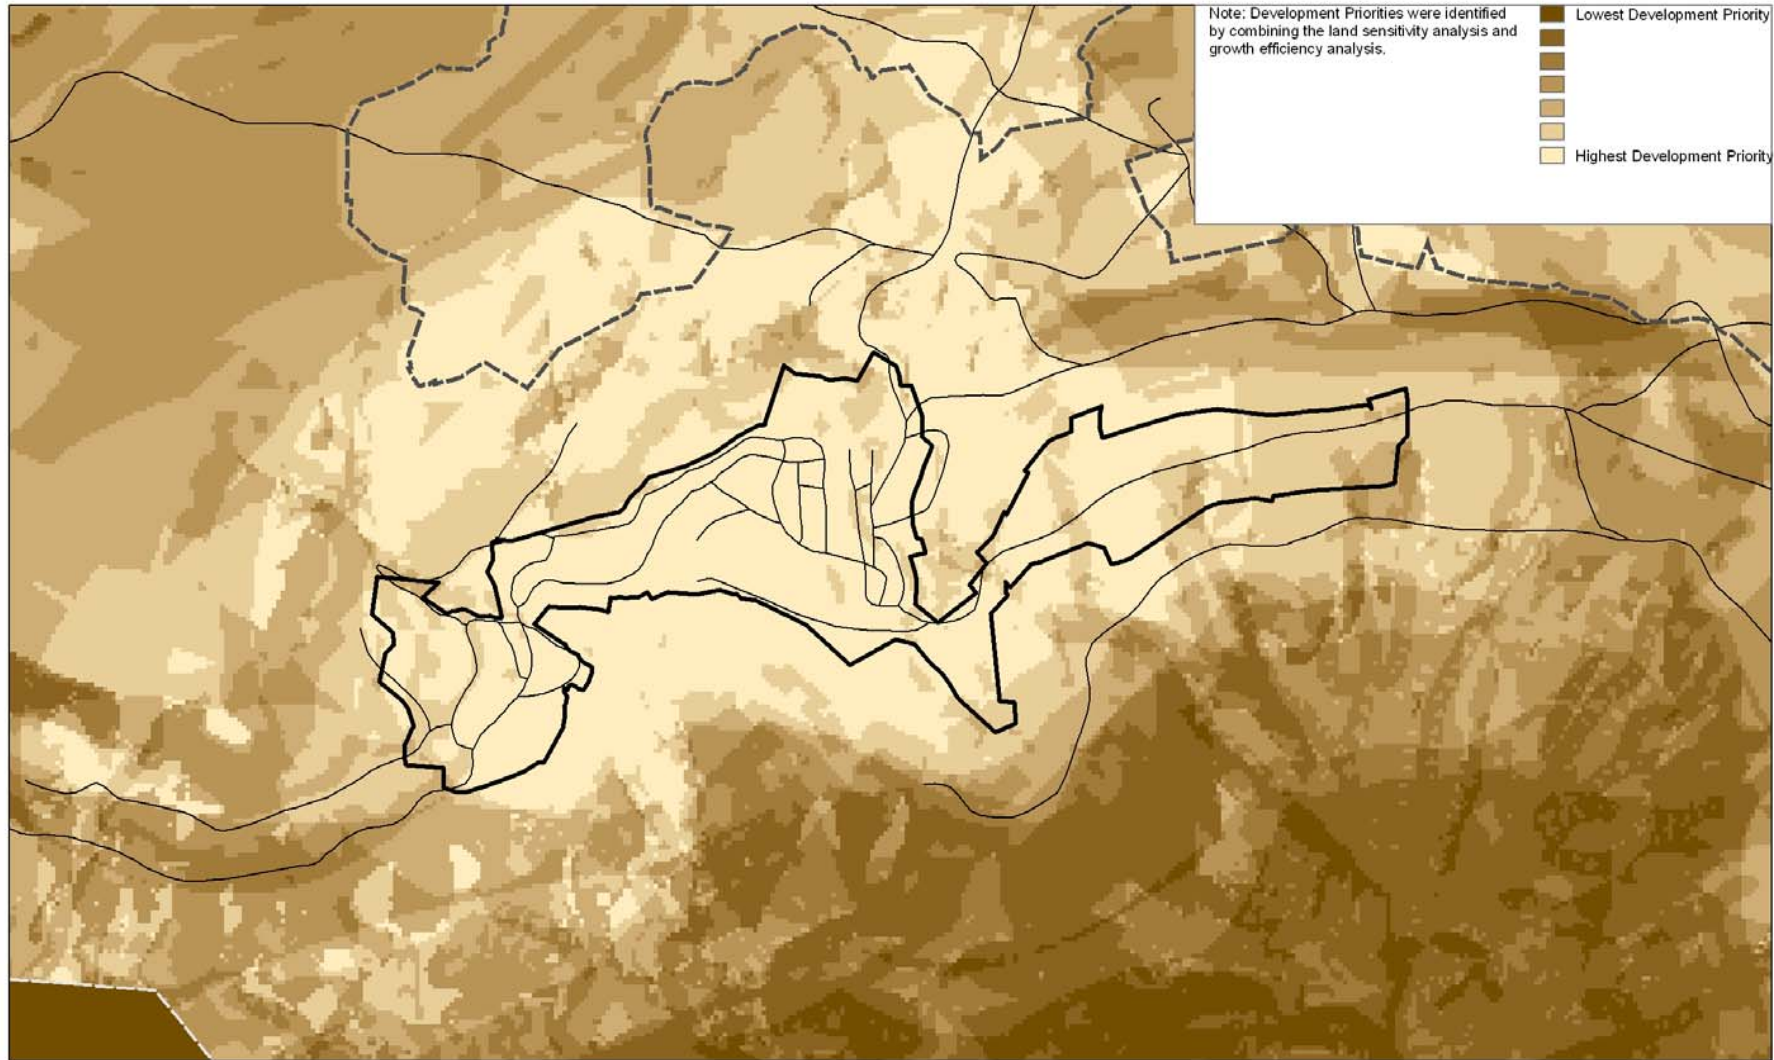 Note: Development Priorities were identified
by combining the land sensitivity analysis and
growth efficiency analysis.
Lowest Development Priority
Highest Development Priority